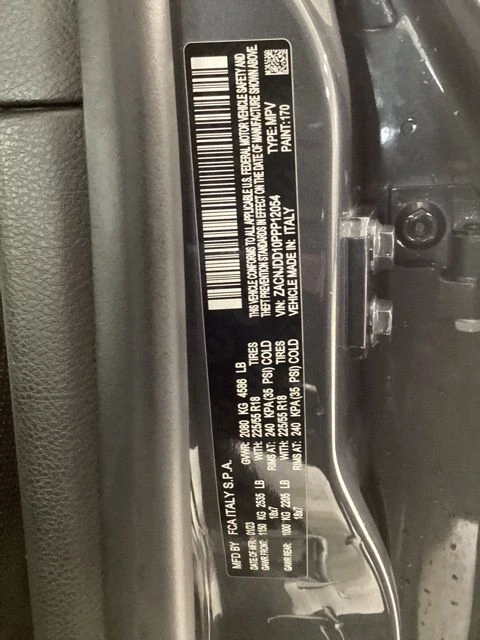 MFD BY FCA ITALY S.P.A.
DATE OF MFR: 01/23 GVWR: 2080 KG 4586 LB
GAWR FRONT: 1150 KG 2535 LB WITH: 225/55 R18 TIRES
18x7 RIMS AT: 240 KPA(35 PSI) COLD
GAWR REAR: 1000 KG 2205 LB WITH: 225/55 R18 TIRES
18x7 RIMS AT: 240 KPA(35 PSI) COLD
THIS VEHICLE CONFORMS TO ALL APPLICABLE U.S. FEDERAL MOTOR VEHICLE SAFETY AND
THEFT PREVENTION STANDARDS IN EFFECT ON THE DATE OF MANUFACTURE SHOWN ABOVE.
VIN: ZACNJDD10PPP12054 TYPE: MPV
VEHICLE MADE IN: ITALY PAINT: 170